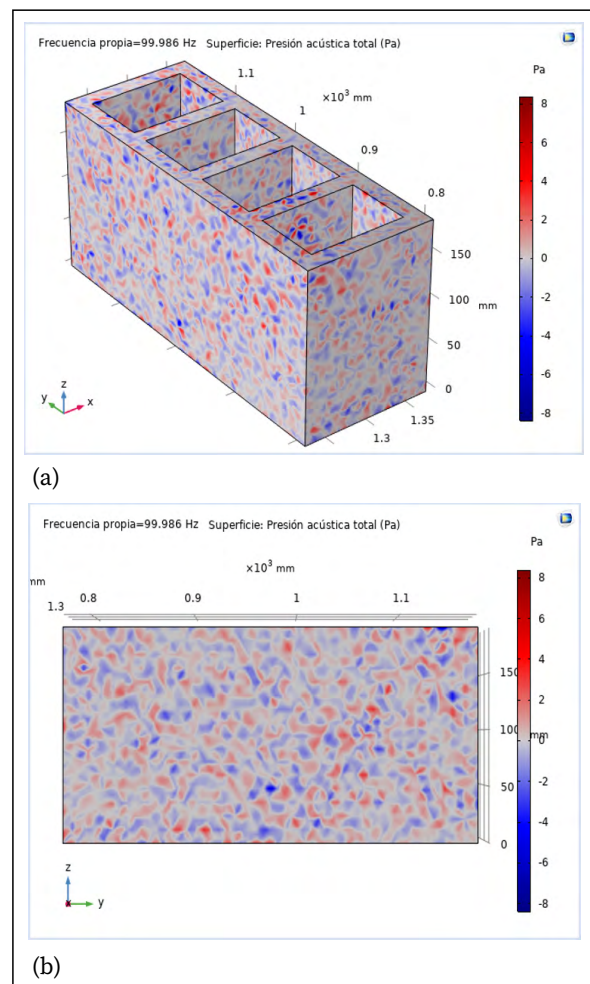 Frecuencia propia=99.986 Hz Superficie: Presión acústica total (Pa)
Pa
1.1
×10³ mm
1
0.9
0.8
150
100
mm
50
0
1.35
1.3
8
6
4
2
0
-2
-4
-6
-8
z
y
x
(a)
Frecuencia propia=99.986 Hz Superficie: Presión acústica total (Pa)
Pa
×10³ mm
mm
1.3
0.8
0.9
1
1.1
150
100
mm
50
0
8
6
4
2
0
-2
-4
-6
-8
z
x
y
(b)